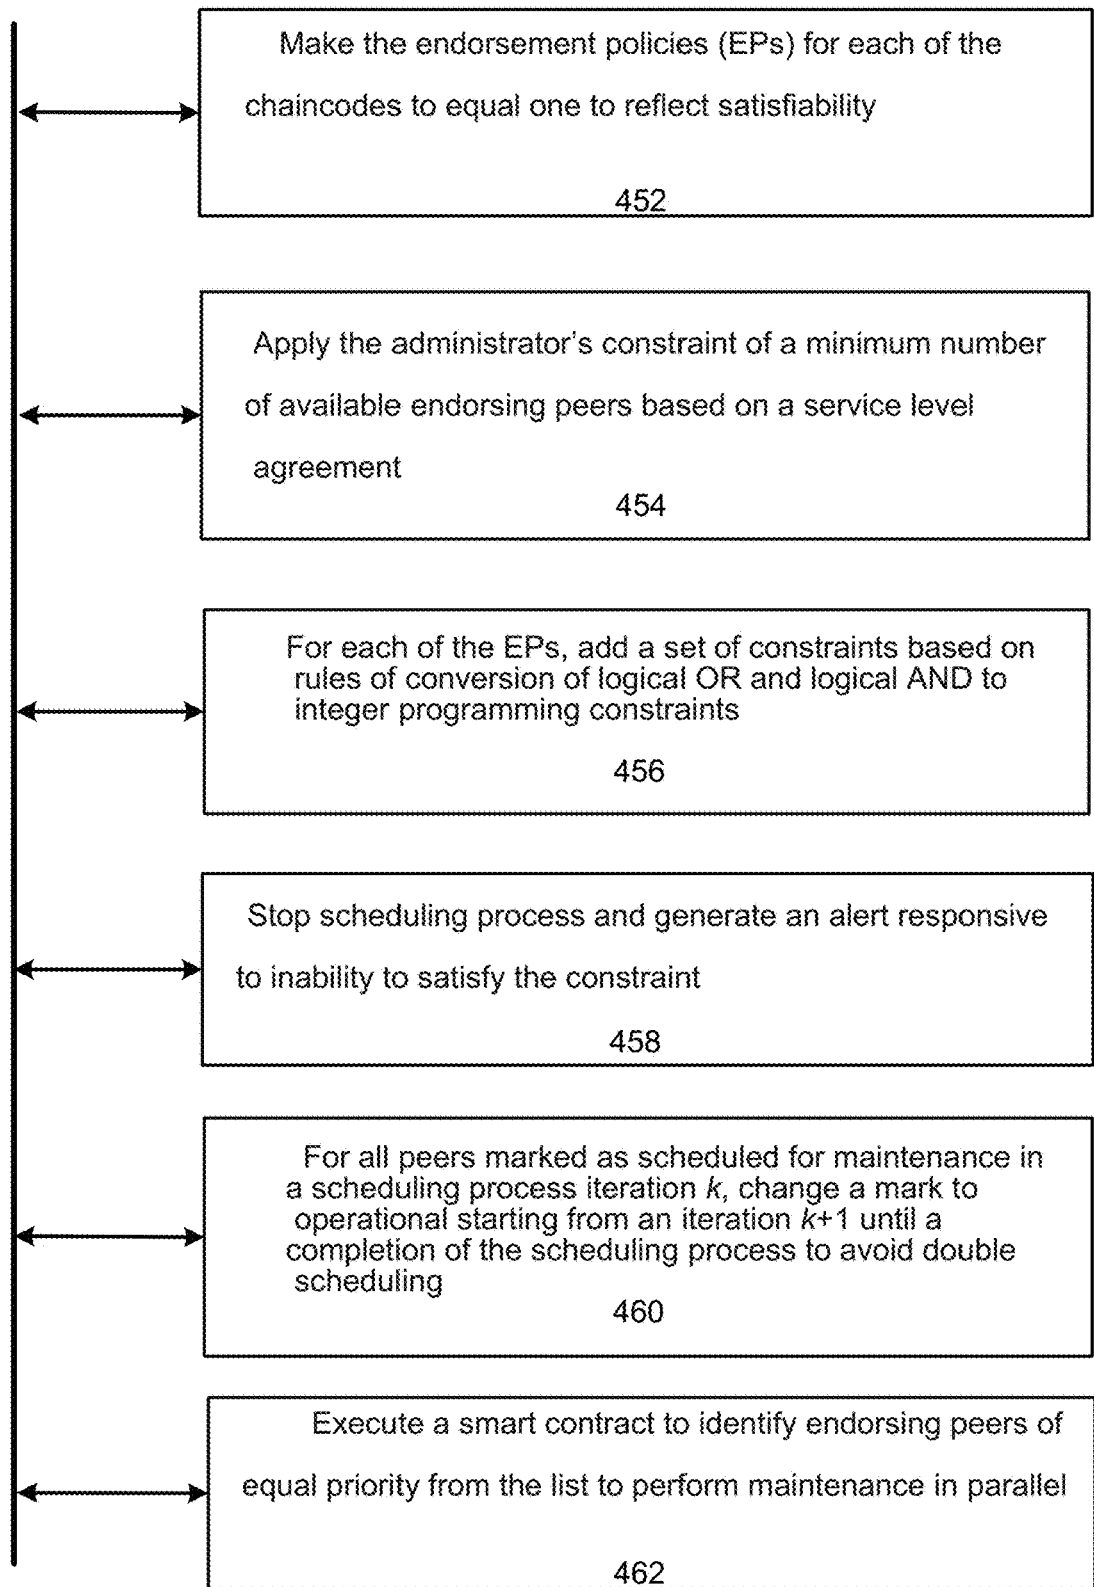 Make the endorsement policies (EPs) for each of the
chaincodes to equal one to reflect satisfiability
452
Apply the administrator's constraint of a minimum number
of available endorsing peers based on a service level
agreement
454
For each of the EPs, add a set of constraints based on
rules of conversion of logical OR and logical AND to
integer programming constraints
456
Stop scheduling process and generate an alert responsive
to inability to satisfy the constraint
458
For all peers marked as scheduled for maintenance in
a scheduling process iteration k, change a mark to
operational starting from an iteration k+1 until a
completion of the scheduling process to avoid double
scheduling
460
Execute a smart contract to identify endorsing peers of
equal priority from the list to perform maintenance in parallel
462